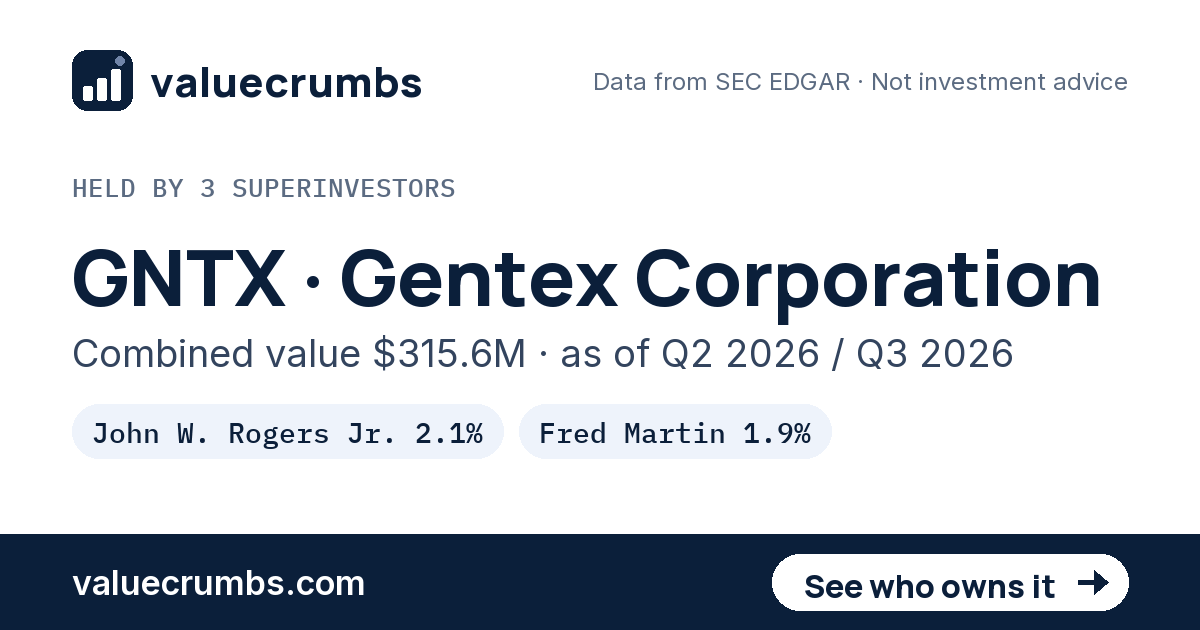 valuecrumbs
Data from SEC EDGAR · Not investment advice
HELD BY 3 SUPERINVESTORS
GNTX · Gentex Corporation
Combined value $315.6M · as of Q2 2026 / Q3 2026
John W. Rogers Jr. 2.1%
Fred Martin 1.9%
valuecrumbs.com
See who owns it →